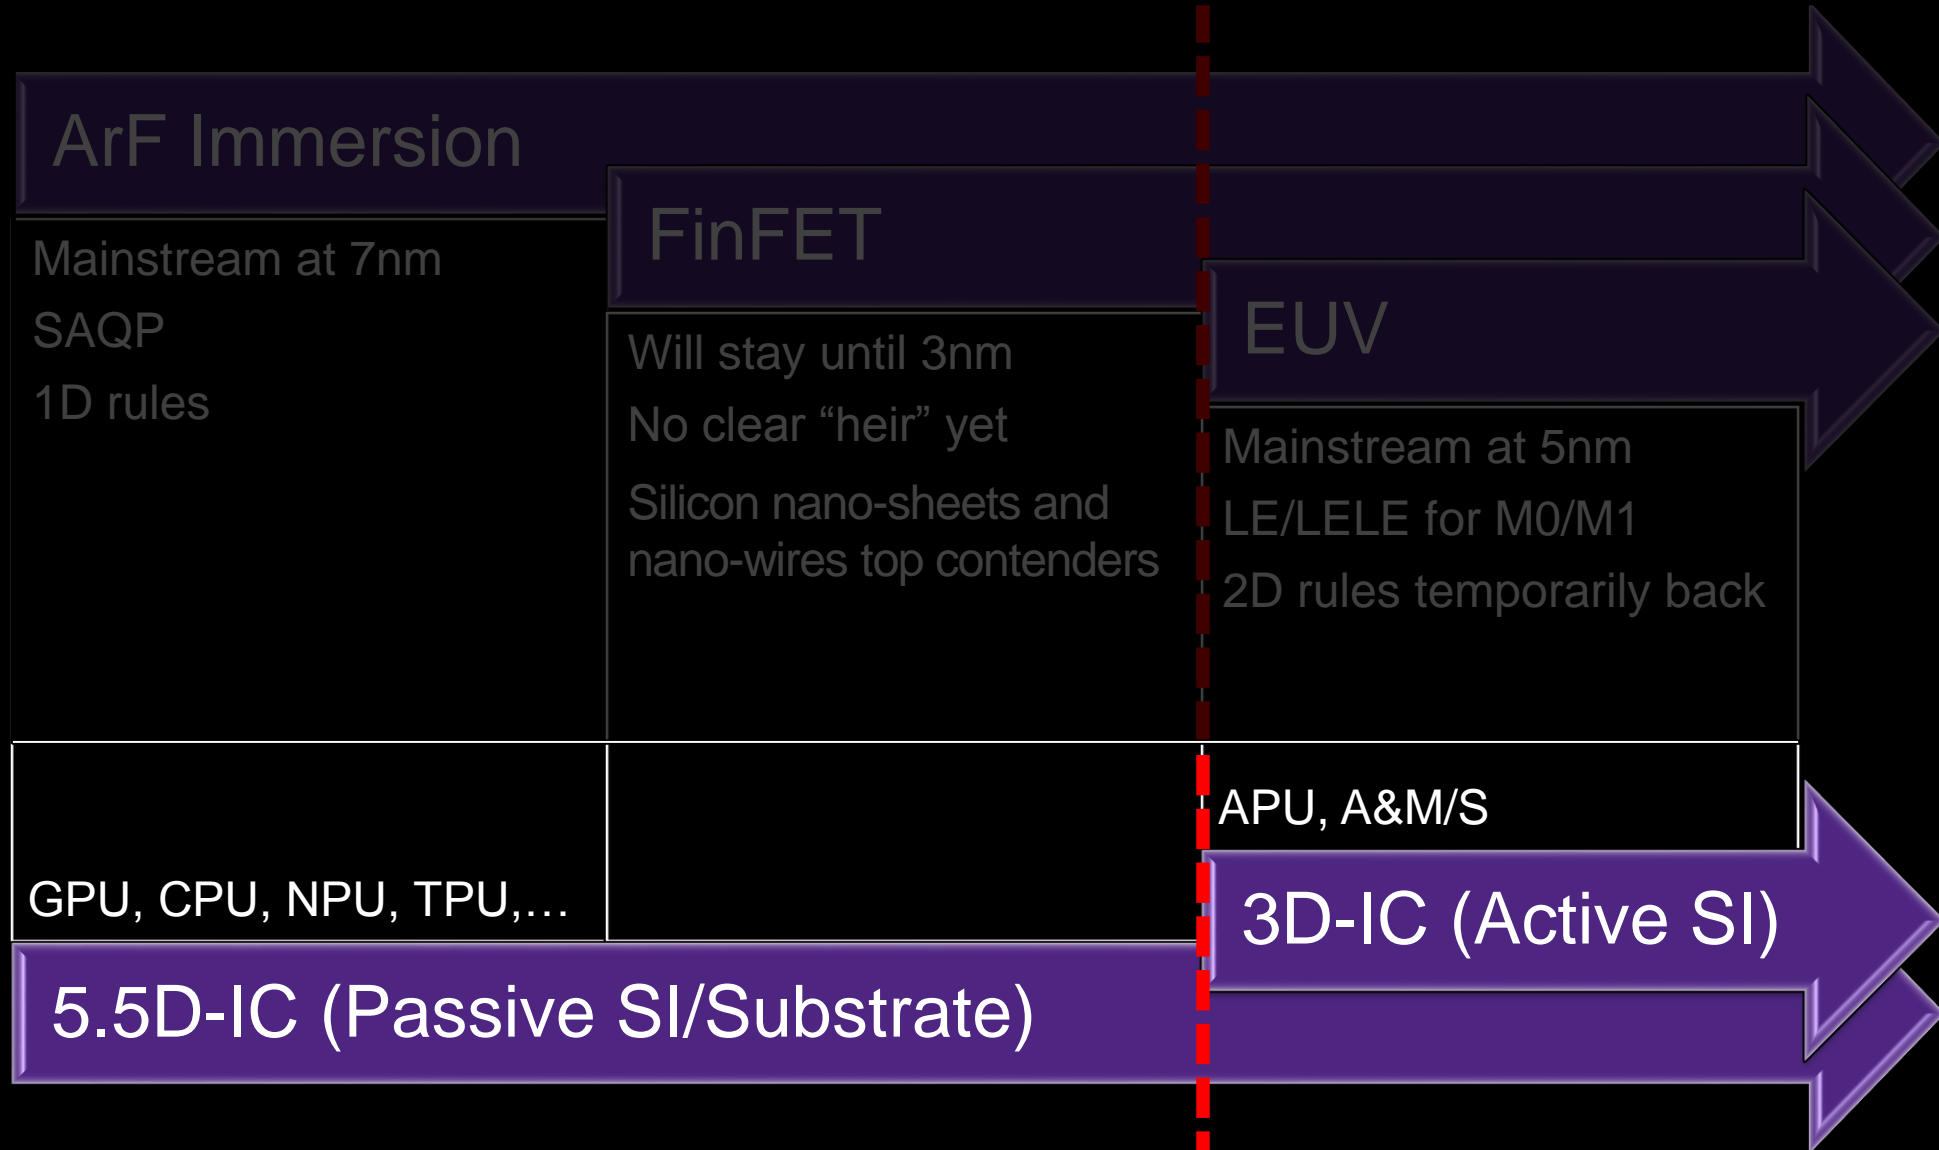 ArF Immersion
Mainstream at 7nm
SAQP
1D rules
FinFET
Will stay until 3nm
No clear “heir” yet
Silicon nano-sheets and
nano-wires top contenders
EUV
Mainstream at 5nm
LE/LELE for M0/M1
2D rules temporarily back
GPU, CPU, NPU, TPU,…
APU, A&M/S
3D-IC (Active SI)
5.5D-IC (Passive SI/Substrate)